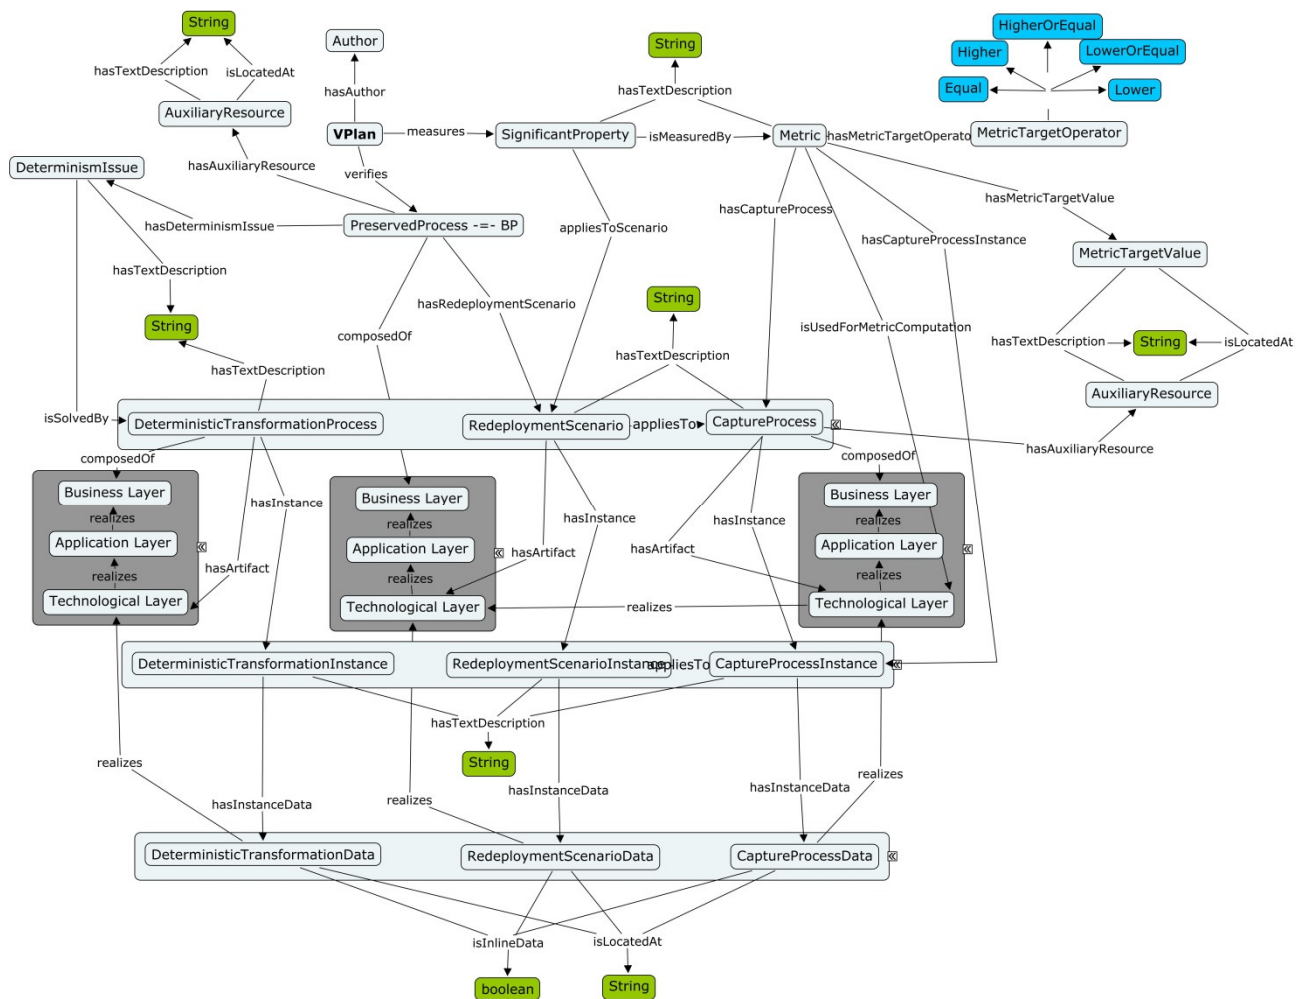 String
Author
String
HigherOrEqual
Higher
LowerOrEqual
hasTextDescription
isLocatedAt
hasAuthor
hasTextDescription
Equal
Lower
AuxiliaryResource
VPlan
measures
SignificantProperty
isMeasuredBy
Metric
hasMetricTargetOperato
MetricTargetOperator
DeterminismIssue
hasAuxiliaryResource
verifies
hasMetricTargetValue
hasDeterminismIssue
PreservedProcess -=- BP
appliesToScenario
hasCaptureProcess
hasCaptureProcessInstance
MetricTargetValue
hasTextDescription
hasRedeploymentScenario
String
String
composedOf
isUsedForMetricComputation
hasTextDescription
String
isLocatedAt
hasTextDescription
hasTextDescription
AuxiliaryResource
isSolvedBy
DeterministicTransformationProcess
RedeploymentScenario
appliesTo
CaptureProcess
hasAuxiliaryResource
composedOf
composedOf
Business Layer
realizes
Application Layer
realizes
Technological Layer
hasInstance
hasArtifact
Business Layer
realizes
Application Layer
realizes
Technological Layer
hasArtifact
hasInstance
realizes
hasArtifact
hasInstance
Business Layer
realizes
Application Layer
realizes
Technological Layer
DeterministicTransformationInstance
RedeploymentScenarioInstance
appliesTo
CaptureProcessInstance
hasTextDescription
String
realizes
hasInstanceData
realizes
hasInstanceData
hasInstanceData
realizes
DeterministicTransformationData
RedeploymentScenarioData
CaptureProcessData
isInlineData
isLocatedAt
boolean
String